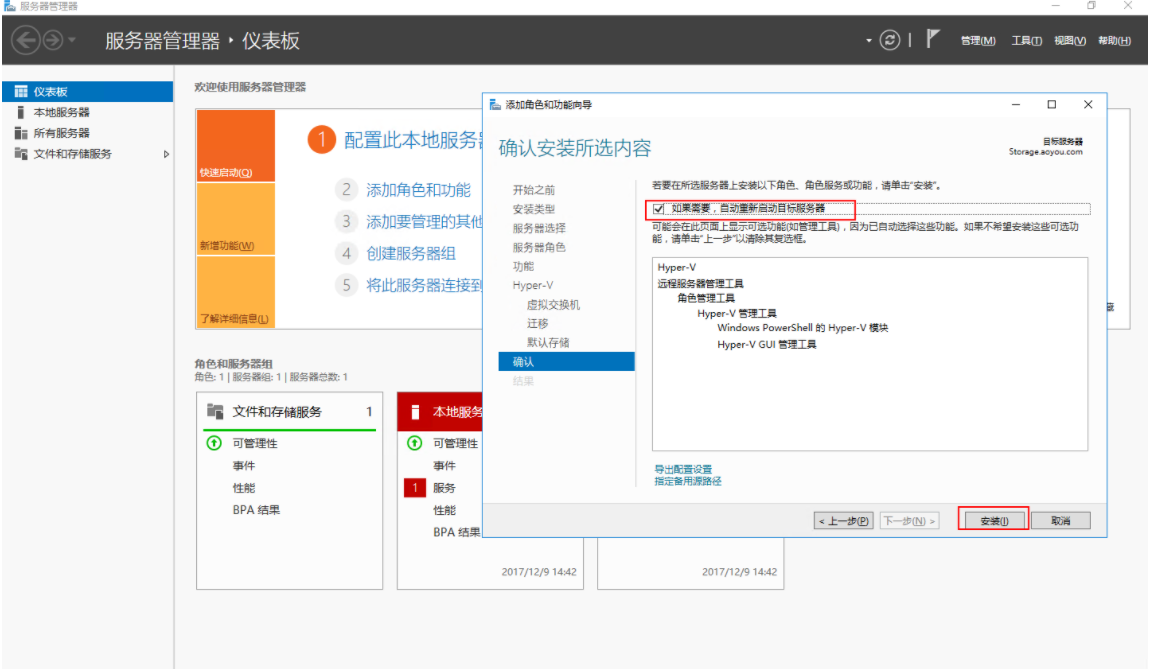 服务器管理器
服务器管理器 · 仪表板
管理(M) 工具(T) 视图(V) 帮助(H)
仪表板
本地服务器
所有服务器
文件和存储服务
欢迎使用服务器管理器
快速启动(Q)
新增功能(W)
了解详细信息(L)
1 配置此本地服务
2 添加角色和功能
3 添加要管理的其他
4 创建服务器组
5 将此服务器连接到
角色和服务器组
角色: 1 | 服务器组: 1 | 服务器总数: 1
文件和存储服务 1
可管理性
事件
性能
BPA 结果
本地服务
可管理性
事件
1 服务
性能
BPA 结果
2017/12/9 14:42
2017/12/9 14:42
添加角色和功能向导
确认安装所选内容
目标服务器
Storage.aoyou.com
开始之前
安装类型
服务器选择
服务器角色
功能
Hyper-V
虚拟交换机
迁移
默认存储
确认
结果
若要在所选服务器上安装以下角色、角色服务或功能，请单击“安装”。
如果需要，自动重新启动目标服务器
可能会在此页面上显示可选功能(如管理工具)，因为已自动选择这些功能。如果不希望安装这些可选功
能，请单击“上一步”以清除其复选框。
Hyper-V
远程服务器管理工具
角色管理工具
Hyper-V 管理工具
Windows PowerShell 的 Hyper-V 模块
Hyper-V GUI 管理工具
导出配置设置
指定备用源路径
< 上一步(P) 下一步(N) > 安装(I) 取消